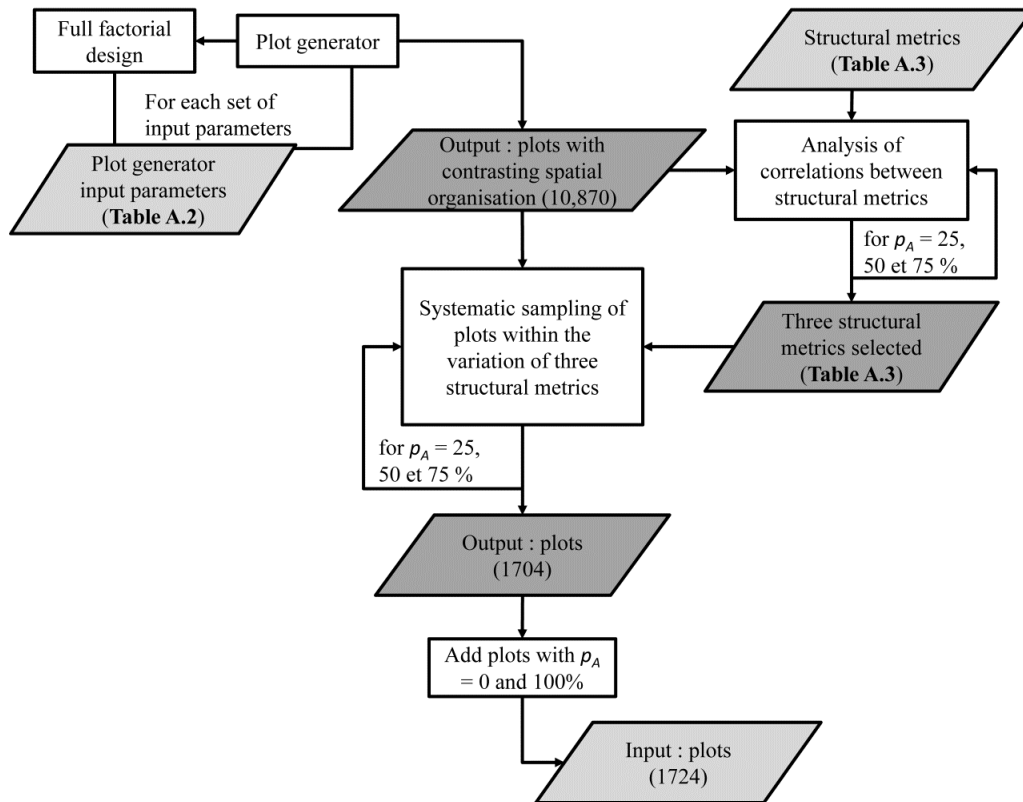 Full factorial
design
Plot generator
For each set of
input parameters
Plot generator
input parameters
(Table A.2)
Output : plots with
contrasting spatial
organisation (10,870)
Structural metrics
(Table A.3)
Analysis of
correlations between
structural metrics
for pA = 25,
50 et 75 %
Three structural
metrics selected
(Table A.3)
Systematic sampling of
plots within the
variation of three
structural metrics
for pA = 25,
50 et 75 %
Output : plots
(1704)
Add plots with pA
= 0 and 100%
Input : plots
(1724)